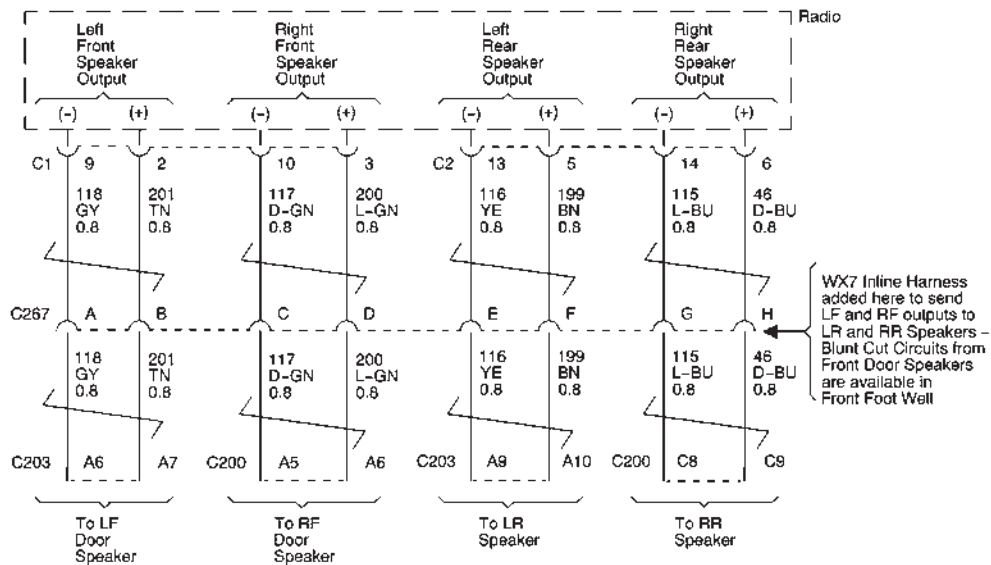 Radio
Left Front Speaker Output
Right Front Speaker Output
Left Rear Speaker Output
Right Rear Speaker Output
(-) (+) (-) (+) (-) (+) (-) (+)
C1 9 2 10 3 C2 13 5 14 6
118 201 117 200 116 199 115 46
GY TN D-GN L-GN YE BN L-BU D-BU
0.8 0.8 0.8 0.8 0.8 0.8 0.8 0.8
C267 A B C D E F G H
WX7 Inline Harness
added here to send
LF and RF outputs to
LR and RR Speakers –
Blunt Cut Circuits from
Front Door Speakers
are available in
Front Foot Well
118 201 117 200 116 199 115 46
GY TN D-GN L-GN YE BN L-BU D-BU
0.8 0.8 0.8 0.8 0.8 0.8 0.8 0.8
C203 A6 A7 C200 A5 A6 C203 A9 A10 C200 C8 C9
To LF Door Speaker
To RF Door Speaker
To LR Speaker
To RR Speaker